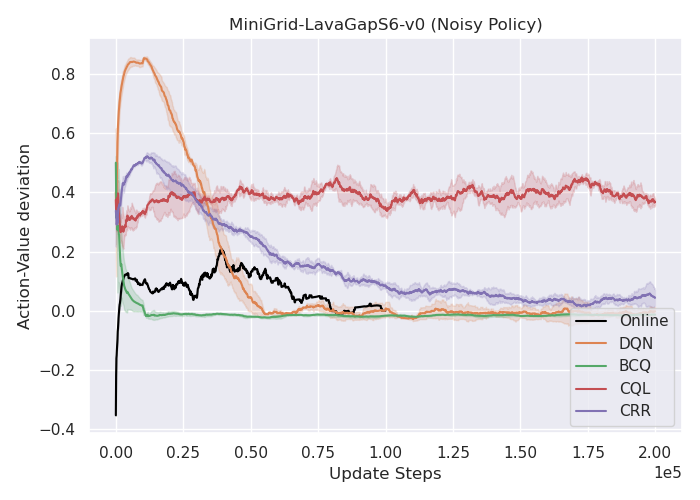 MiniGrid-LavaGapS6-v0 (Noisy Policy)
Action-Value deviation
0.8
0.6
0.4
0.2
0.0
−0.2
−0.4
Online
DQN
BCQ
CQL
CRR
0.00 0.25 0.50 0.75 1.00 1.25 1.50 1.75 2.00
Update Steps
1e5